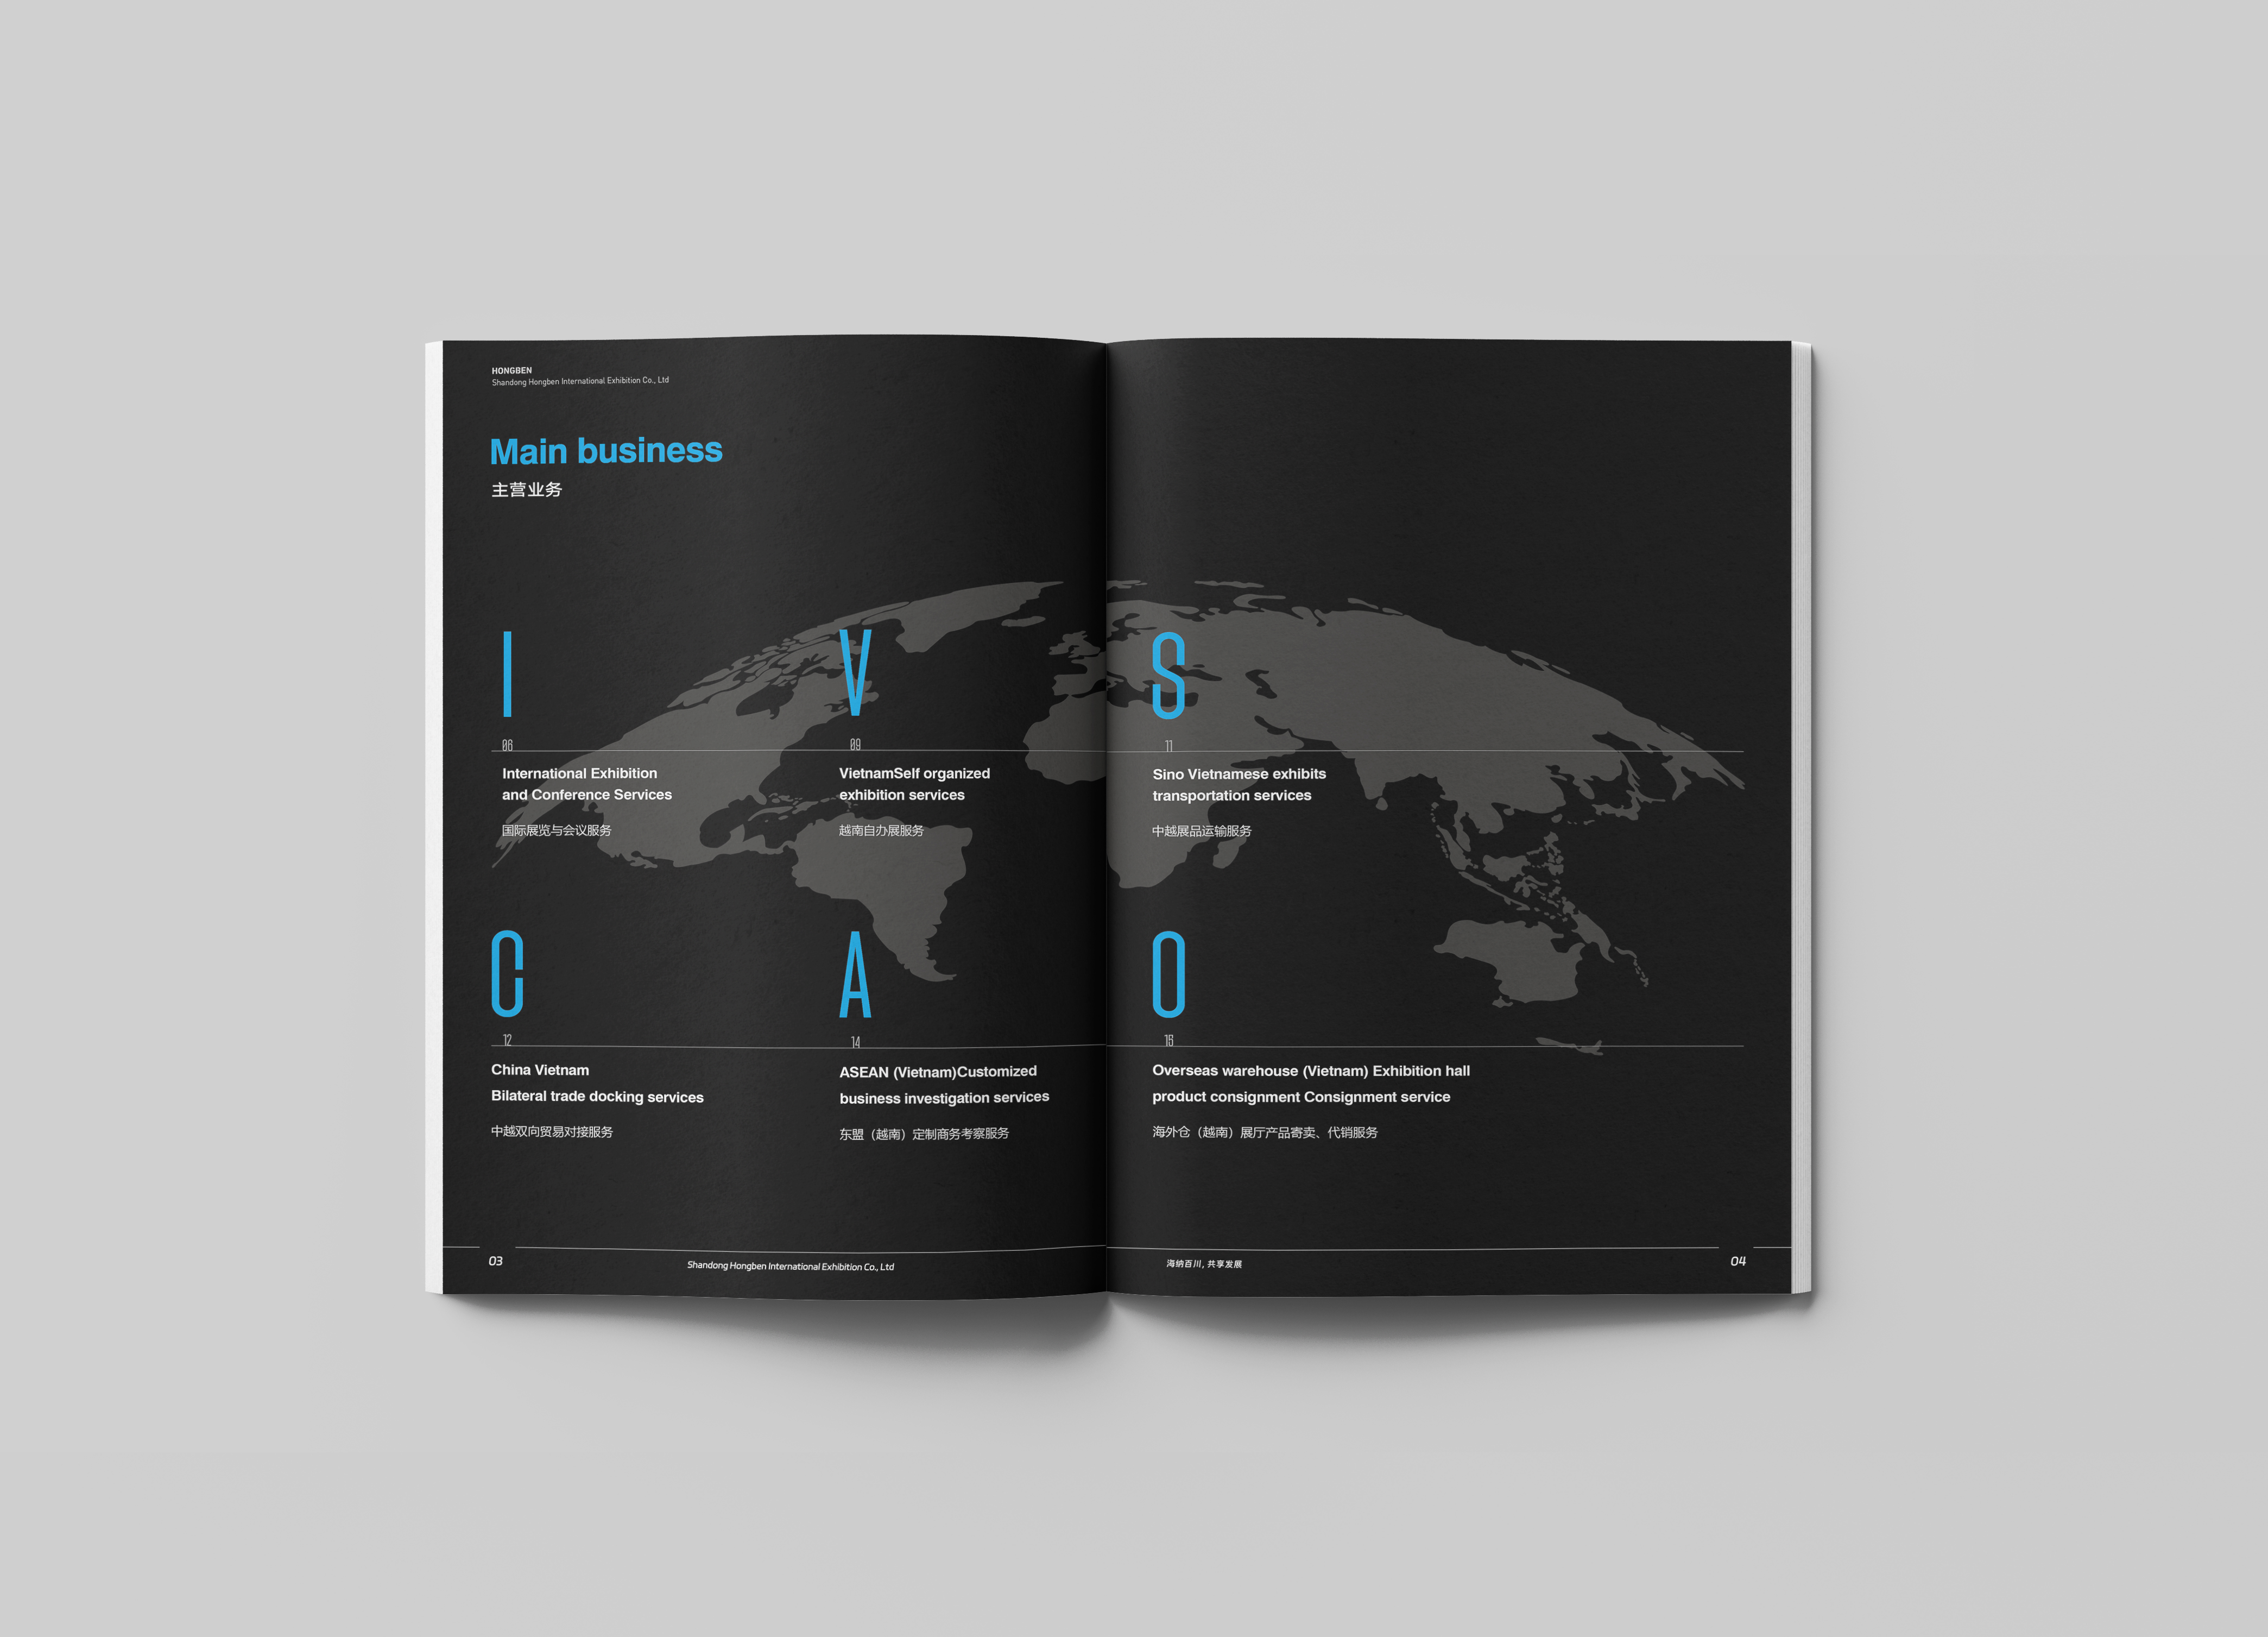 HONGBEN
Shandong Hongben International Exhibition Co., Ltd
Main business
主营业务
I
06
International Exhibition
and Conference Services
国际展览与会议服务
V
09
VietnamSelf organized
exhibition services
越南自办展服务
S
11
Sino Vietnamese exhibits
transportation services
中越展品运输服务
C
12
China Vietnam
Bilateral trade docking services
中越双向贸易对接服务
A
14
ASEAN (Vietnam)Customized
business investigation services
东盟（越南）定制商务考察服务
O
Overseas warehouse (Vietnam) Exhibition hall
product consignment Consignment service
海外仓（越南）展厅产品寄卖、代销服务
03
Shandong Hongben International Exhibition Co., Ltd
海纳百川, 共享发展
04